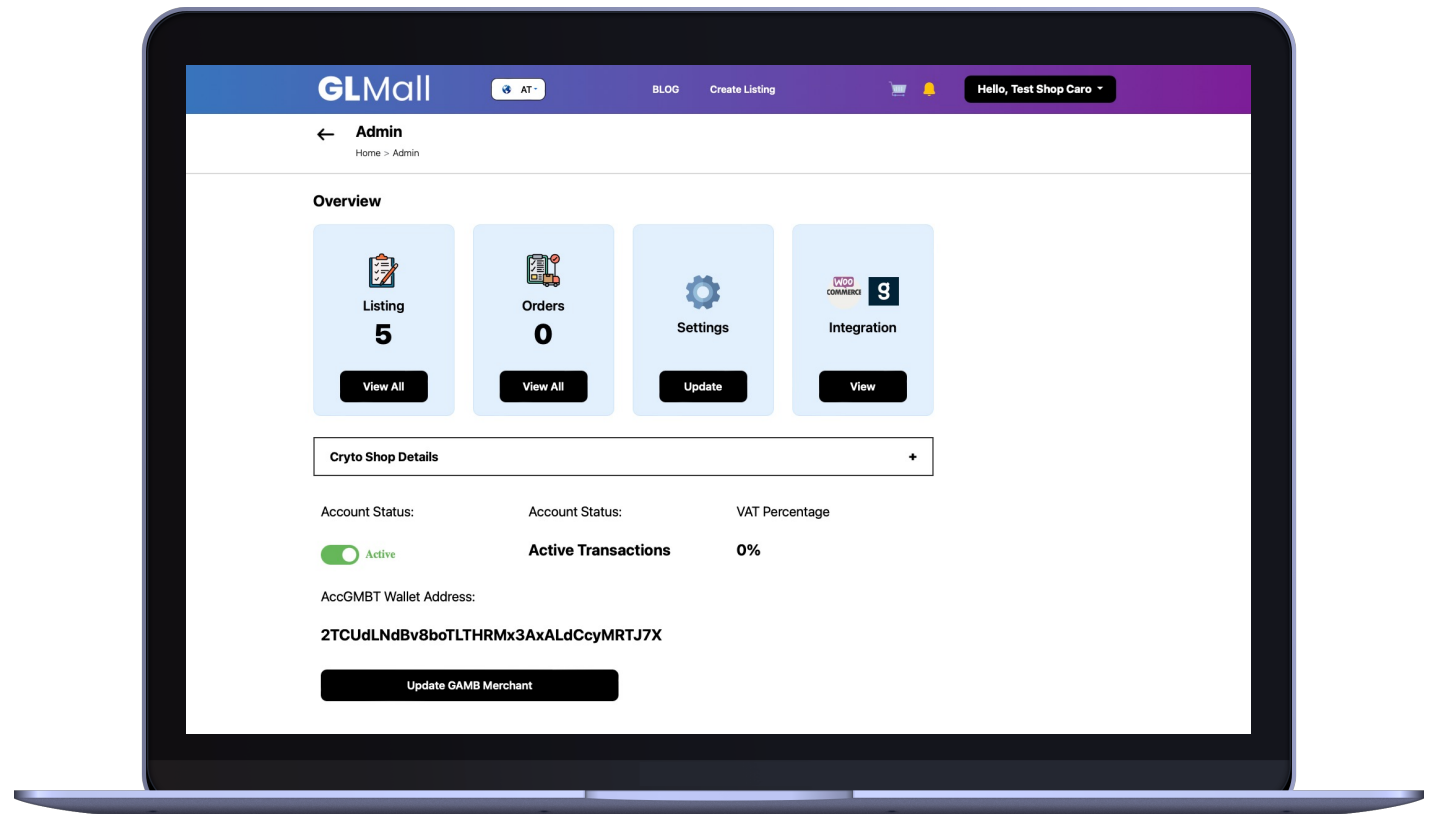 GLMall
AT
BLOG
Create Listing
Hello, Test Shop Caro
Admin
Home > Admin
Overview
Listing
5
View All
Orders
0
View All
Settings
Update
WOO
COMMERCE
g
Integration
View
Cryto Shop Details +
Account Status: Account Status: VAT Percentage
Active Active Transactions 0%
AccGMBT Wallet Address:
2TCUdLNdBv8boTLTHRMx3AxALdCcyMRTJ7X
Update GAMB Merchant